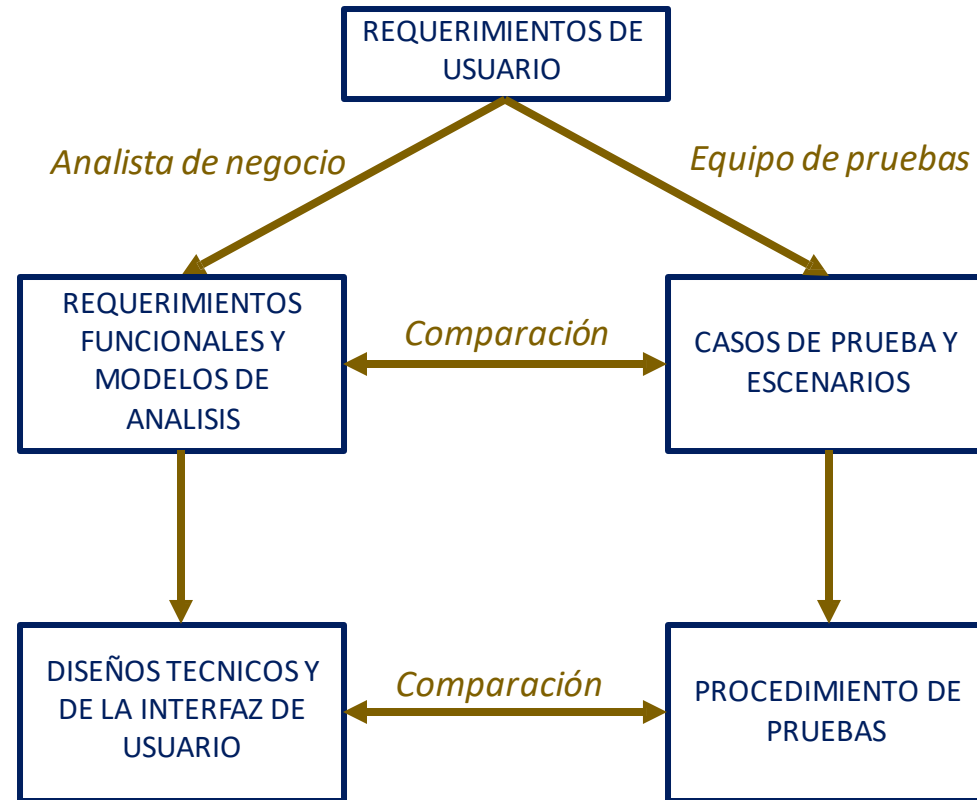 REQUERIMIENTOS DE
USUARIO
Analista de negocio
Equipo de pruebas
REQUERIMIENTOS
FUNCIONALES Y
MODELOS DE
ANALISIS
Comparación
CASOS DE PRUEBA Y
ESCENARIOS
DISEÑOS TECNICOS Y
DE LA INTERFAZ DE
USUARIO
Comparación
PROCEDIMIENTO DE
PRUEBAS